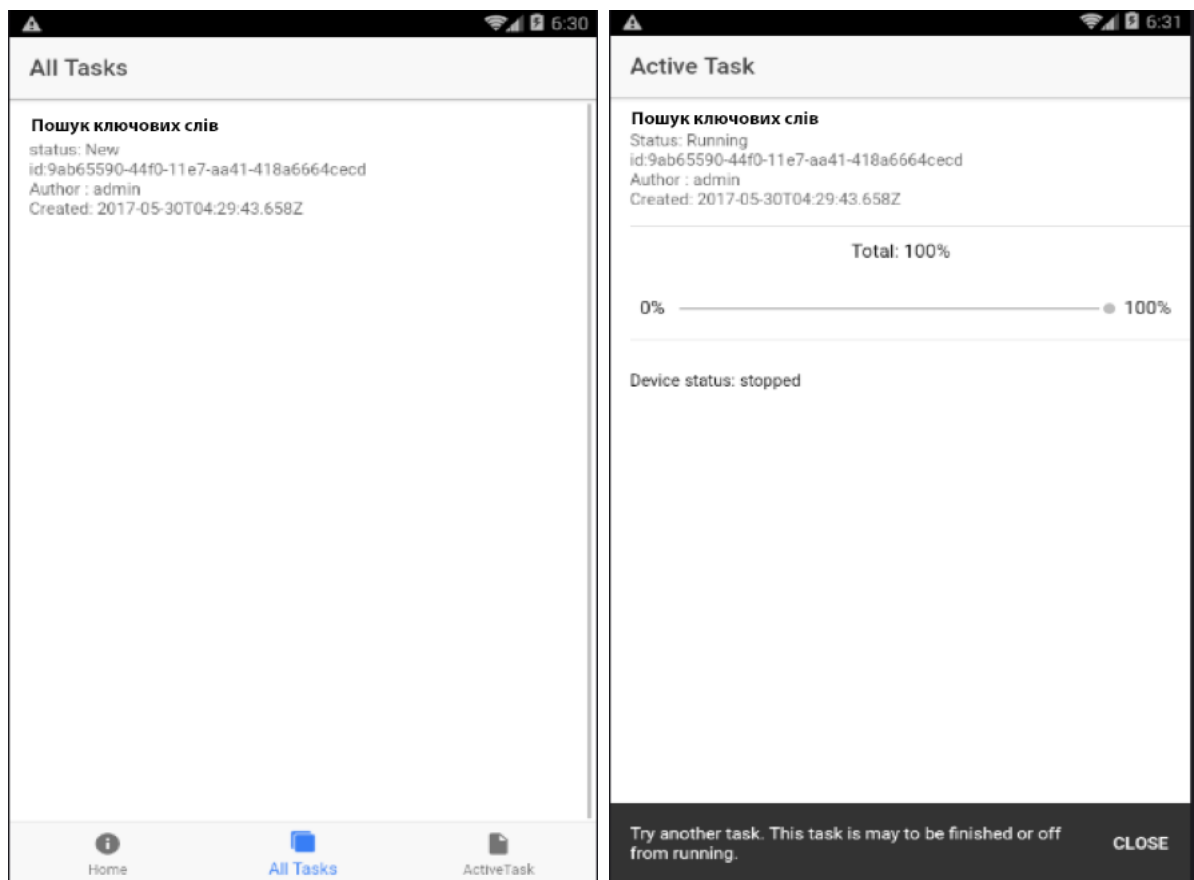 6:30
All Tasks
Пошук ключових слів
status: New
id:9ab65590-44f0-11e7-aa41-418a6664cecd
Author : admin
Created: 2017-05-30T04:29:43.658Z
Home
All Tasks
ActiveTask
6:31
Active Task
Пошук ключових слів
Status: Running
id:9ab65590-44f0-11e7-aa41-418a6664cecd
Author : admin
Created: 2017-05-30T04:29:43.658Z
Total: 100%
0% 100%
Device status: stopped
Try another task. This task is may to be finished or off
from running.
CLOSE